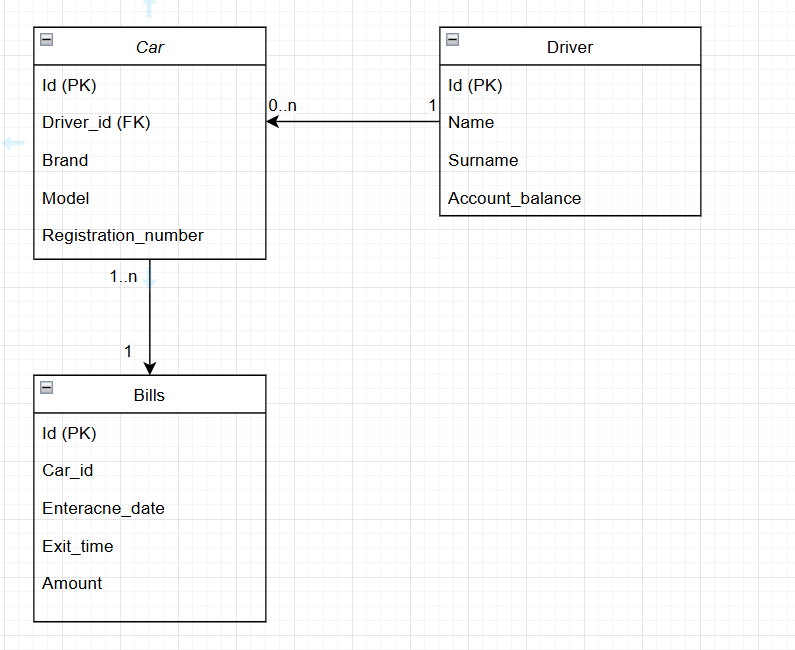 Car
Id (PK)
Driver_id (FK)
Brand
Model
Registration_number
0..n
1
Driver
Id (PK)
Name
Surname
Account_balance
1..n
1
Bills
Id (PK)
Car_id
Enteracne_date
Exit_time
Amount